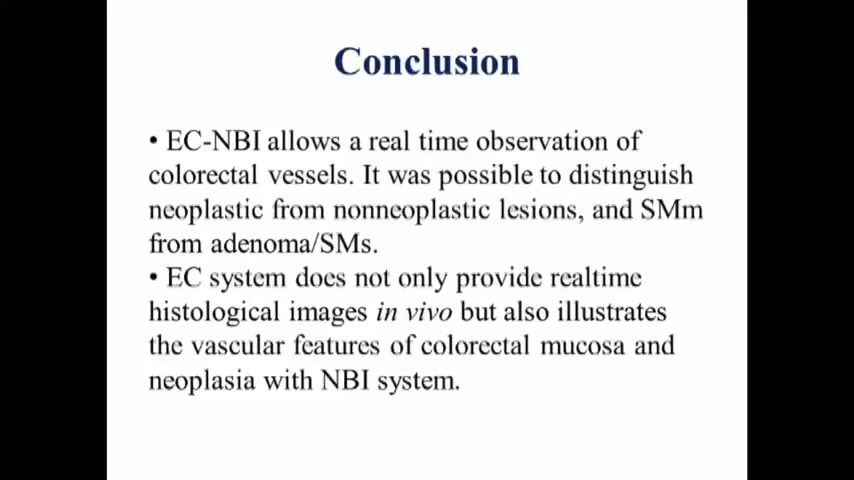 Conclusion
• EC-NBI allows a real time observation of
colorectal vessels. It was possible to distinguish
neoplastic from nonneoplastic lesions, and SMm
from adenoma/SMs.
• EC system does not only provide realtime
histological images in vivo but also illustrates
the vascular features of colorectal mucosa and
neoplasia with NBI system.